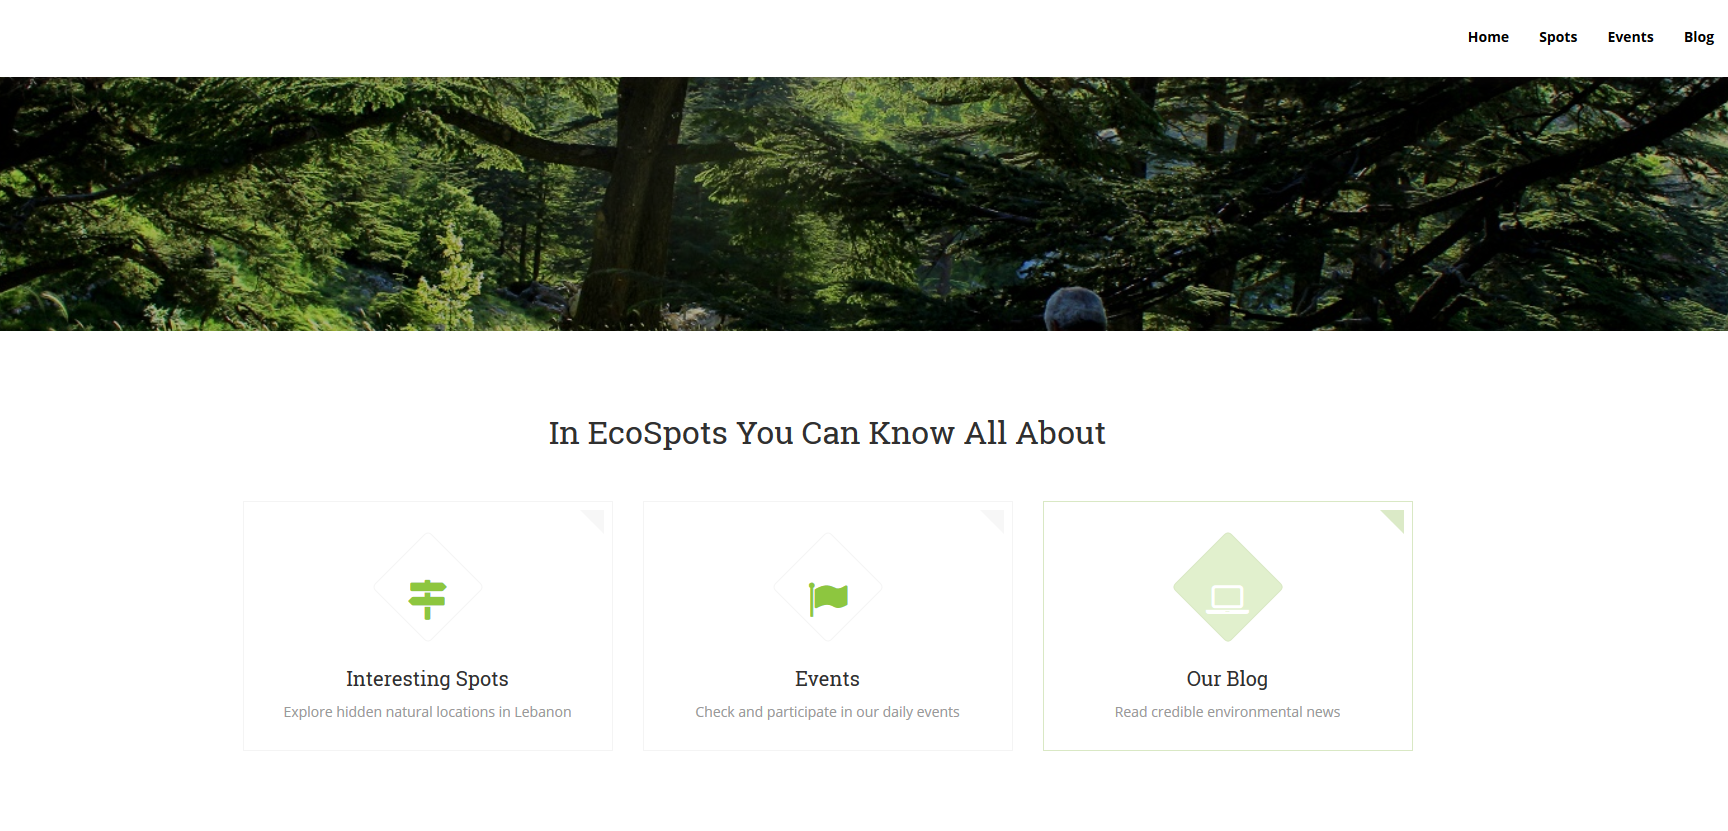 Home Spots Events Blog
In EcoSpots You Can Know All About
Interesting Spots
Explore hidden natural locations in Lebanon
Events
Check and participate in our daily events
Our Blog
Read credible environmental news